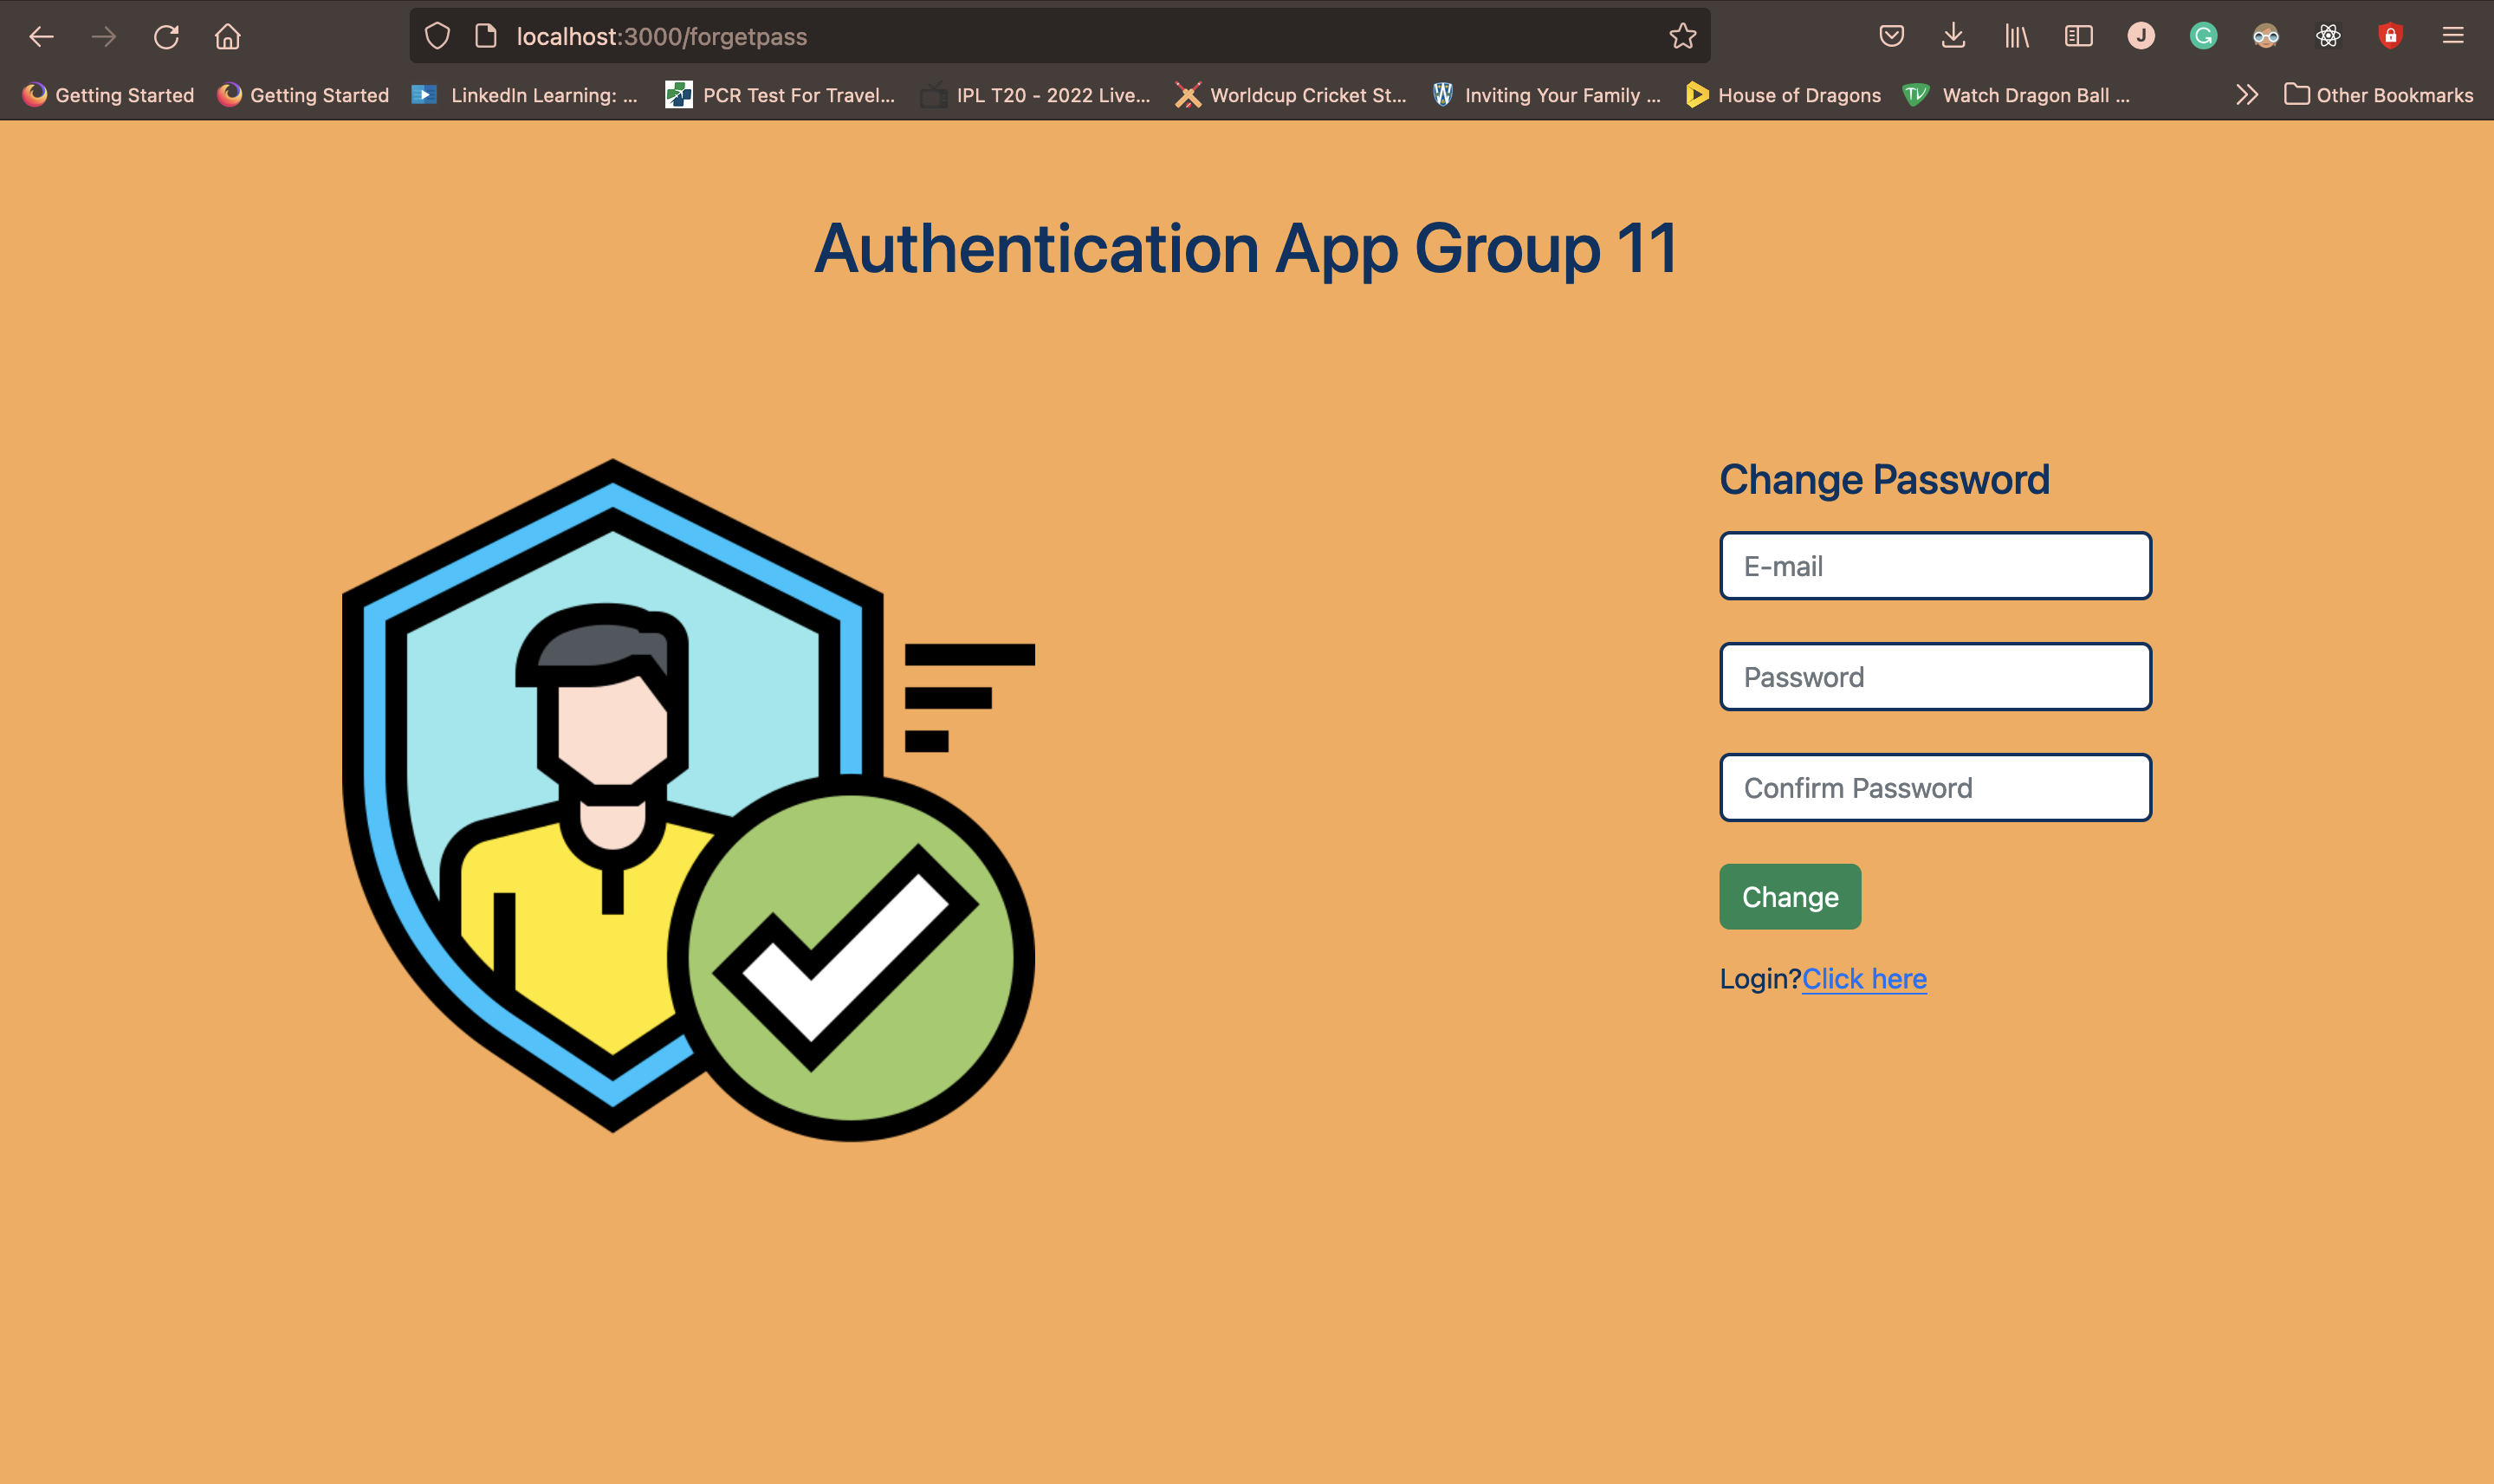 localhost:3000/forgetpass
J
G
Getting Started Getting Started LinkedIn Learning: ... PCR Test For Travel... IPL T20 - 2022 Live... Worldcup Cricket St... W Inviting Your Family ... House of Dragons TV Watch Dragon Ball ... Other Bookmarks
Authentication App Group 11
Change Password
E-mail
Password
Confirm Password
Change
Login?Click here